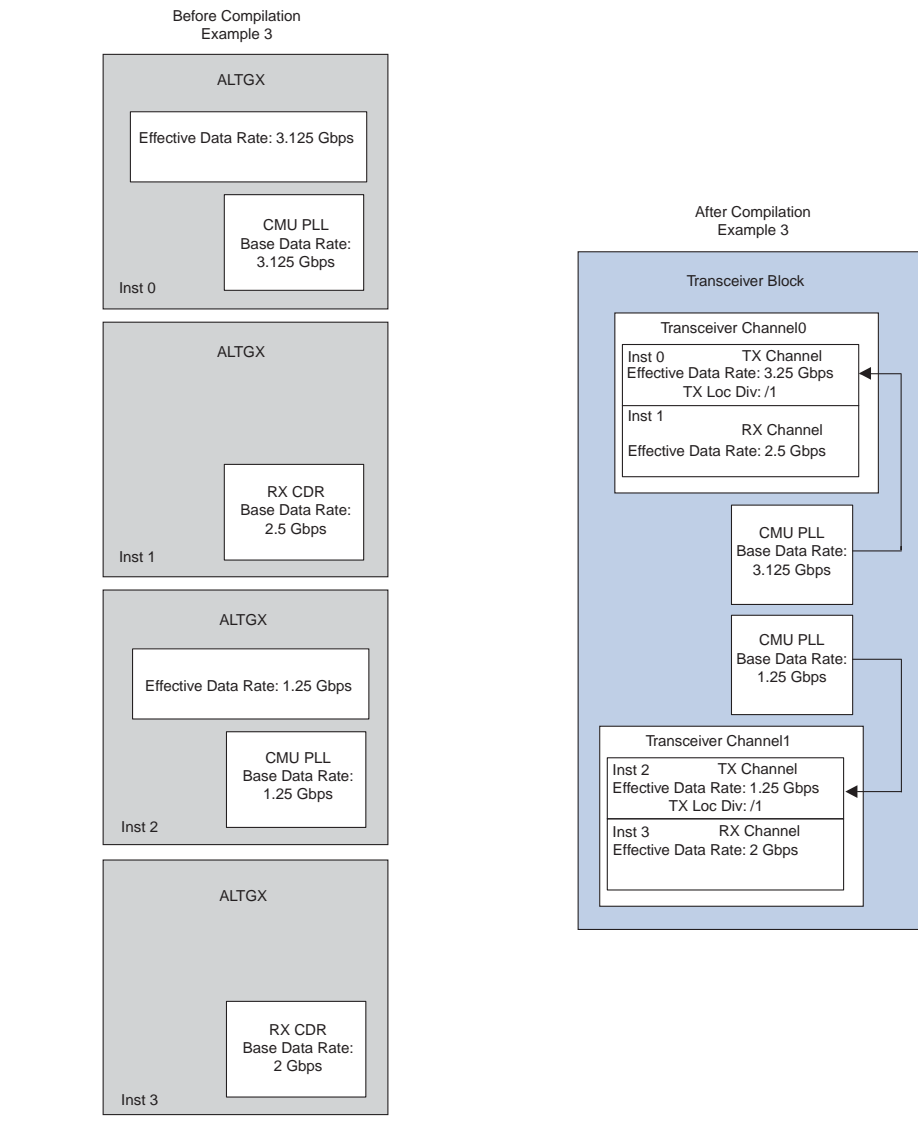 Before Compilation
Example 3
ALTGX
Effective Data Rate: 3.125 Gbps
CMU PLL
Base Data Rate:
3.125 Gbps
Inst 0
ALTGX
RX CDR
Base Data Rate:
2.5 Gbps
Inst 1
ALTGX
Effective Data Rate: 1.25 Gbps
CMU PLL
Base Data Rate:
1.25 Gbps
Inst 2
ALTGX
RX CDR
Base Data Rate:
2 Gbps
Inst 3
After Compilation
Example 3
Transceiver Block
Transceiver Channel0
Inst 0 TX Channel
Effective Data Rate: 3.25 Gbps
TX Loc Div: /1
Inst 1
RX Channel
Effective Data Rate: 2.5 Gbps
CMU PLL
Base Data Rate:
3.125 Gbps
CMU PLL
Base Data Rate:
1.25 Gbps
Transceiver Channel1
Inst 2 TX Channel
Effective Data Rate: 1.25 Gbps
TX Loc Div: /1
Inst 3 RX Channel
Effective Data Rate: 2 Gbps